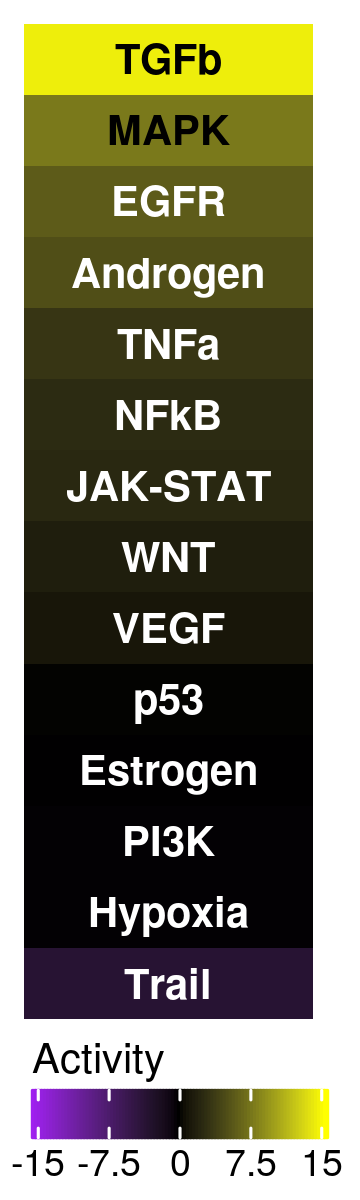 TGFb
MAPK
EGFR
Androgen
TNFa
NFkB
JAK-STAT
WNT
VEGF
p53
Estrogen
PI3K
Hypoxia
Trail
Activity
-15 -7.5 0 7.5 15